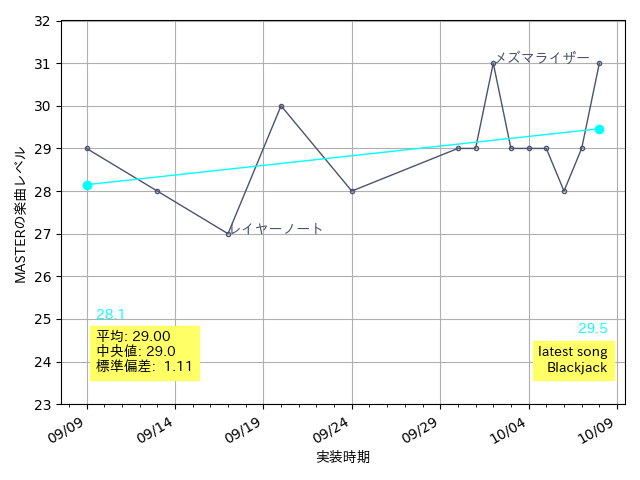 32
31
30
29
28
27
26
25
24
23
MASTERの楽曲レベル
メズマライザー
レイヤーノート
28.1
平均: 29.00
中央値: 29.0
標準偏差: 1.11
29.5
latest song
Blackjack
09/09
09/14
09/19
09/24
09/29
10/04
10/09
実装時期